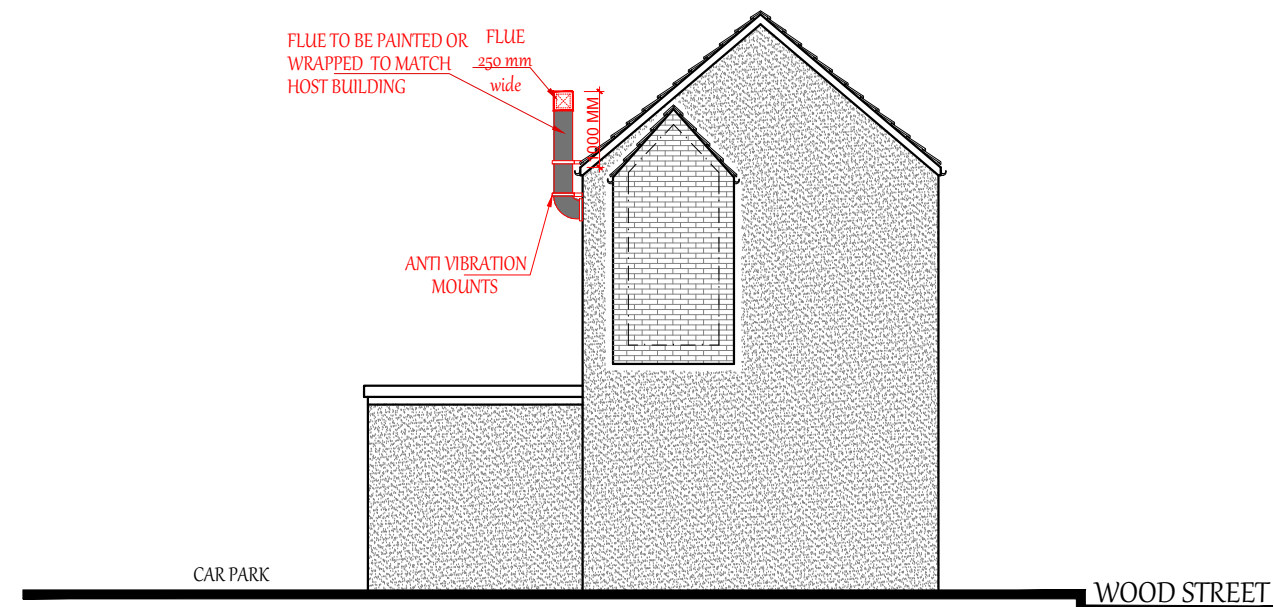 FLUE TO BE PAINTED OR
WRAPPED TO MATCH
HOST BUILDING
FLUE
250 mm
wide
1000 MM
ANTI VIBRATION
MOUNTS
CAR PARK
WOOD STREET